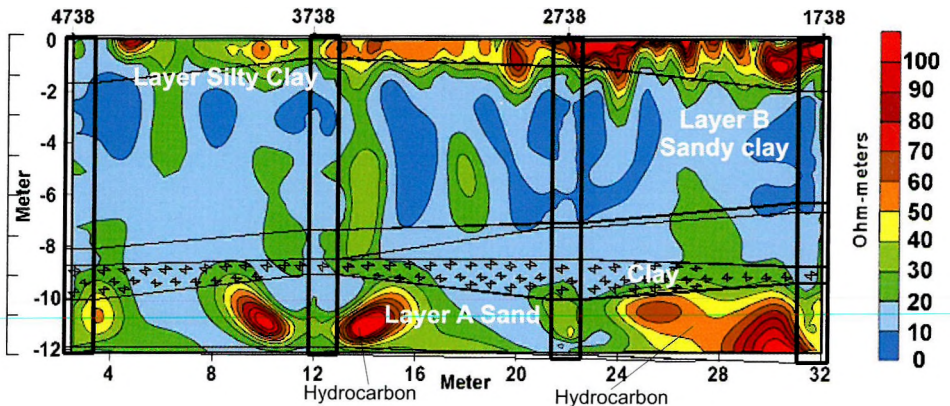 4738 3738 2738 1738
0
-2
-4
-6
-8
-10
-12
Meter
Layer Silty Clay
Layer B
Sandy clay
Clay
Layer A Sand
4 8 12 16 20 24 28 32
Meter
Hydrocarbon Hydrocarbon
Ohm-meters
100
90
80
70
60
50
40
30
20
10
0